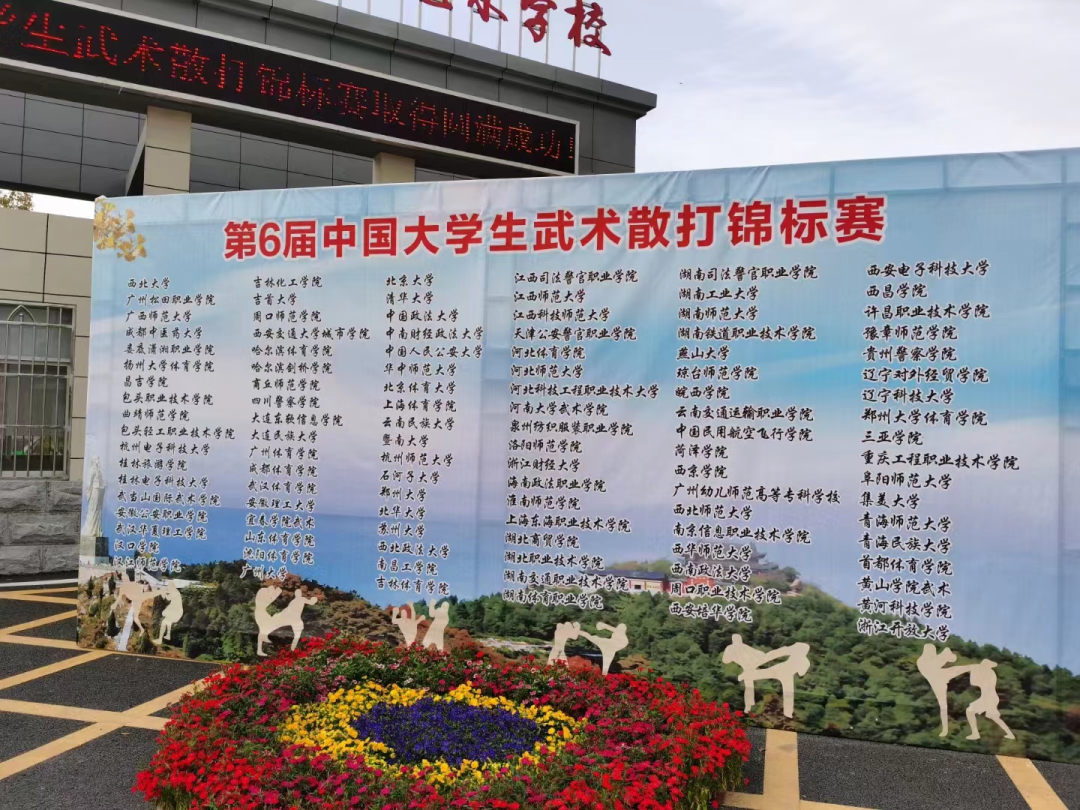 术学校
生武术散打锦标赛取得圆满成功!
第6届中国大学生武术散打锦标赛
西北大学
广州松田职业学院
广西师范大学
成都中医药大学
娄底潇湘职业学院
扬州大学体育学院
昌吉学院
包头职业技术学院
曲靖师范学院
包头轻工职业技术学院
杭州电子科技大学
桂林旅游学院
桂林电子科技大学
武当山国际武术学院
安徽公安职业学院
武汉华夏理工学院
汉口学院
汉江师范学院
吉林化工学院
吉首大学
周口师范学院
西安交通大学城市学院
哈尔滨体育学院
哈尔滨剑桥学院
商丘师范学院
四川警察学院
大连东软信息学院
大连民族大学
广州体育学院
成都体育学院
武汉体育学院
安徽理工大学
宜春学院武术
山东体育学院
沈阳体育学院
广州大学
北京大学
清华大学
中国政法大学
中南财经政法大学
中国人民公安大学
华中师范大学
北京体育大学
上海体育学院
云南民族大学
暨南大学
杭州师范大学
石河子大学
郑州大学
北华大学
苏州大学
西北政法大学
南昌工学院
吉林体育学院
江西司法警官职业学院
江西师范大学
江西科技师范大学
天津公安警官职业学院
河北体育学院
河北师范大学
河北科技工程职业技术大学
河南大学武术学院
泉州纺织服装职业学院
洛阳师范学院
浙江财经大学
海南政法职业学院
淮南师范学院
上海东海职业技术学院
湖北商贸学院
湖北职业技术学院
湖南交通职业技术学院
湖南体育职业学院
湖南司法警官职业学院
湖南工业大学
湖南师范大学
湖南铁道职业技术学院
燕山大学
琼台师范学院
皖西学院
云南交通运输职业学院
中国民用航空飞行学院
菏泽学院
西京学院
广州幼儿师范高等专科学校
西北师范大学
南京信息职业技术学院
西华师范大学
西南政法大学
周口职业技术学院
西安培华学院
西安电子科技大学
西昌学院
许昌职业技术学院
豫章师范学院
贵州警察学院
辽宁对外经贸学院
辽宁科技大学
郑州大学体育学院
三亚学院
重庆工程职业技术学院
阜阳师范大学
集美大学
青海师范大学
青海民族大学
首都体育学院
黄山学院武术
黄河科技学院
浙江开放大学